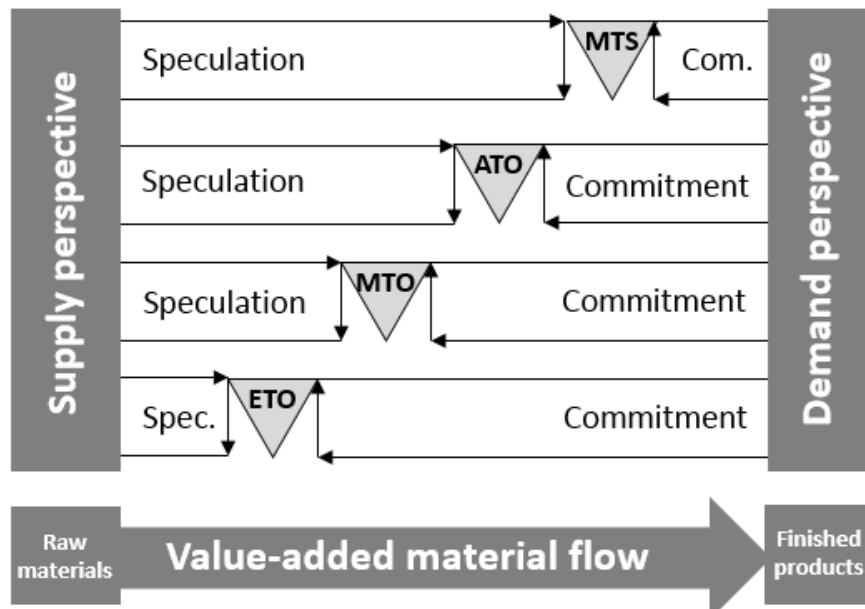 Supply perspective
Speculation
MTS
Com.
Speculation
ATO
Commitment
Speculation
MTO
Commitment
Spec.
ETO
Commitment
Demand perspective
Raw
materials
Value-added material flow
Finished
products